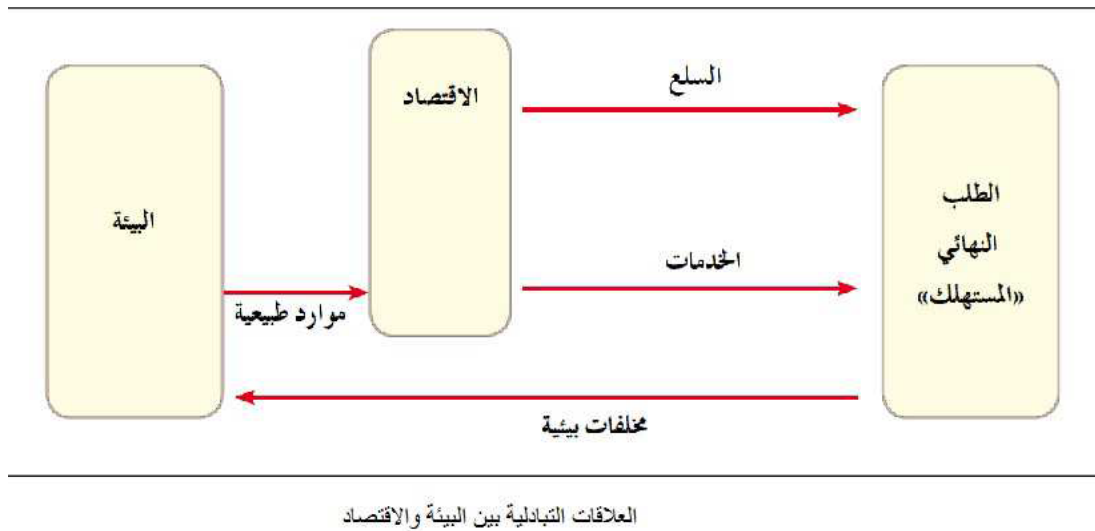 البيئة
الاقتصاد
السلع
الخدمات
موارد طبيعية
الطلب
النهائي
«المستهلك»
مخلفات بيئية
العلاقات التبادلية بين البيئة والاقتصاد